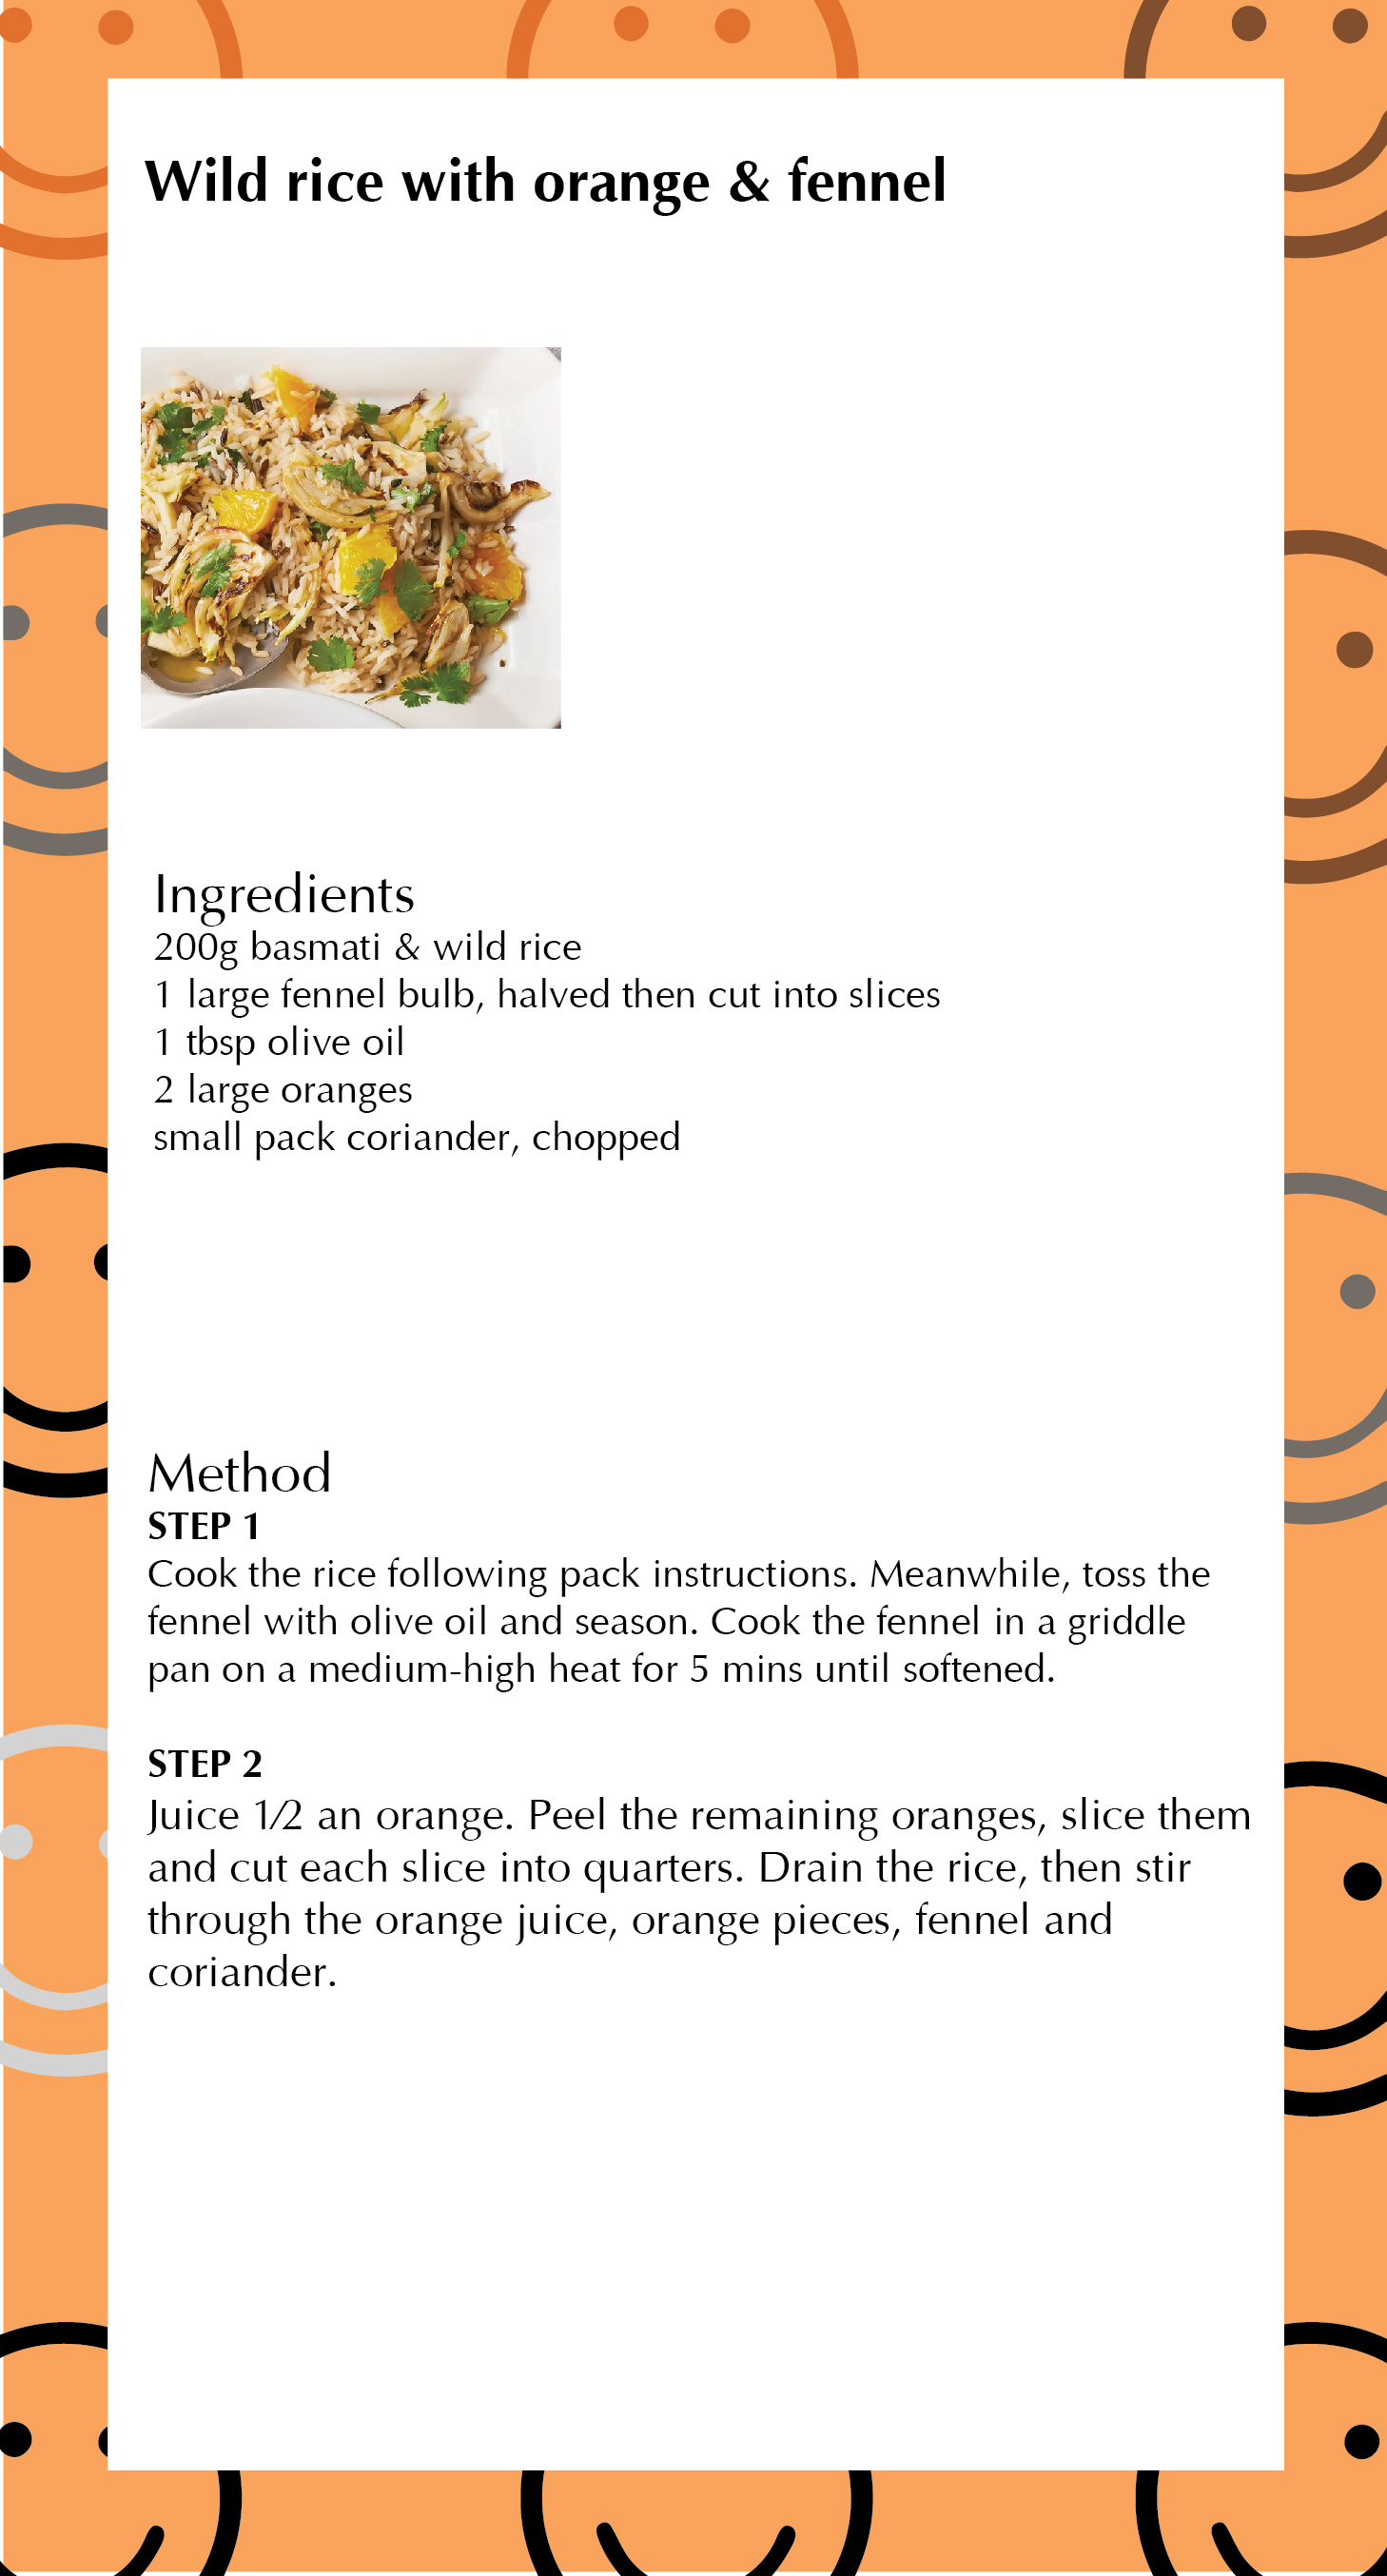 Wild rice with orange & fennel
Ingredients
200g basmati & wild rice
1 large fennel bulb, halved then cut into slices
1 tbsp olive oil
2 large oranges
small pack coriander, chopped
Method
STEP 1
Cook the rice following pack instructions. Meanwhile, toss the
fennel with olive oil and season. Cook the fennel in a griddle
pan on a medium-high heat for 5 mins until softened.
STEP 2
Juice 1⁄2 an orange. Peel the remaining oranges, slice them
and cut each slice into quarters. Drain the rice, then stir
through the orange juice, orange pieces, fennel and
coriander.